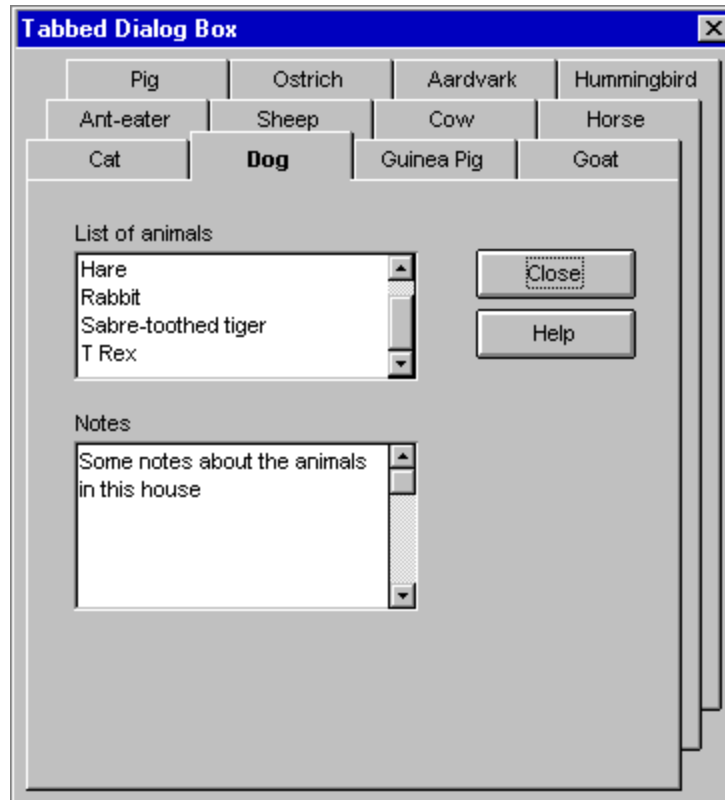 Tabbed Dialog Box
Pig Ostrich Aardvark Hummingbird
Ant-eater Sheep Cow Horse
Cat Dog Guinea Pig Goat
List of animals
Hare
Rabbit
Sabre-toothed tiger
T Rex
Close
Help
Notes
Some notes about the animals
in this house